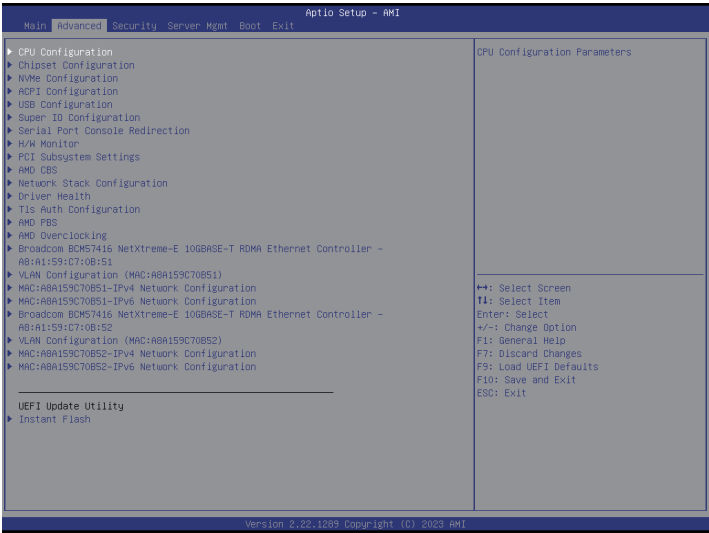 Aptio Setup – AMI
Main Advanced Security Server Mgmt Boot Exit
CPU Configuration
Chipset Configuration
NVMe Configuration
ACPI Configuration
USB Configuration
Super IO Configuration
Serial Port Console Redirection
H/W Monitor
PCI Subsystem Settings
AMD CBS
Network Stack Configuration
Driver Health
Tls Auth Configuration
AMD PBS
AMD Overclocking
Broadcom BCM57416 NetXtreme-E 10GBASE-T RDMA Ethernet Controller –
A8:A1:59:C7:0B:51
VLAN Configuration (MAC:A8A159C70B51)
MAC:A8A159C70B51-IPv4 Network Configuration
MAC:A8A159C70B51-IPv6 Network Configuration
Broadcom BCM57416 NetXtreme-E 10GBASE-T RDMA Ethernet Controller –
A8:A1:59:C7:0B:52
VLAN Configuration (MAC:A8A159C70B52)
MAC:A8A159C70B52-IPv4 Network Configuration
MAC:A8A159C70B52-IPv6 Network Configuration
UEFI Update Utility
Instant Flash
CPU Configuration Parameters
↔: Select Screen
↑↓: Select Item
Enter: Select
+/-: Change Option
F1: General Help
F7: Discard Changes
F9: Load UEFI Defaults
F10: Save and Exit
ESC: Exit
Version 2.22.1289 Copyright (C) 2023 AMI